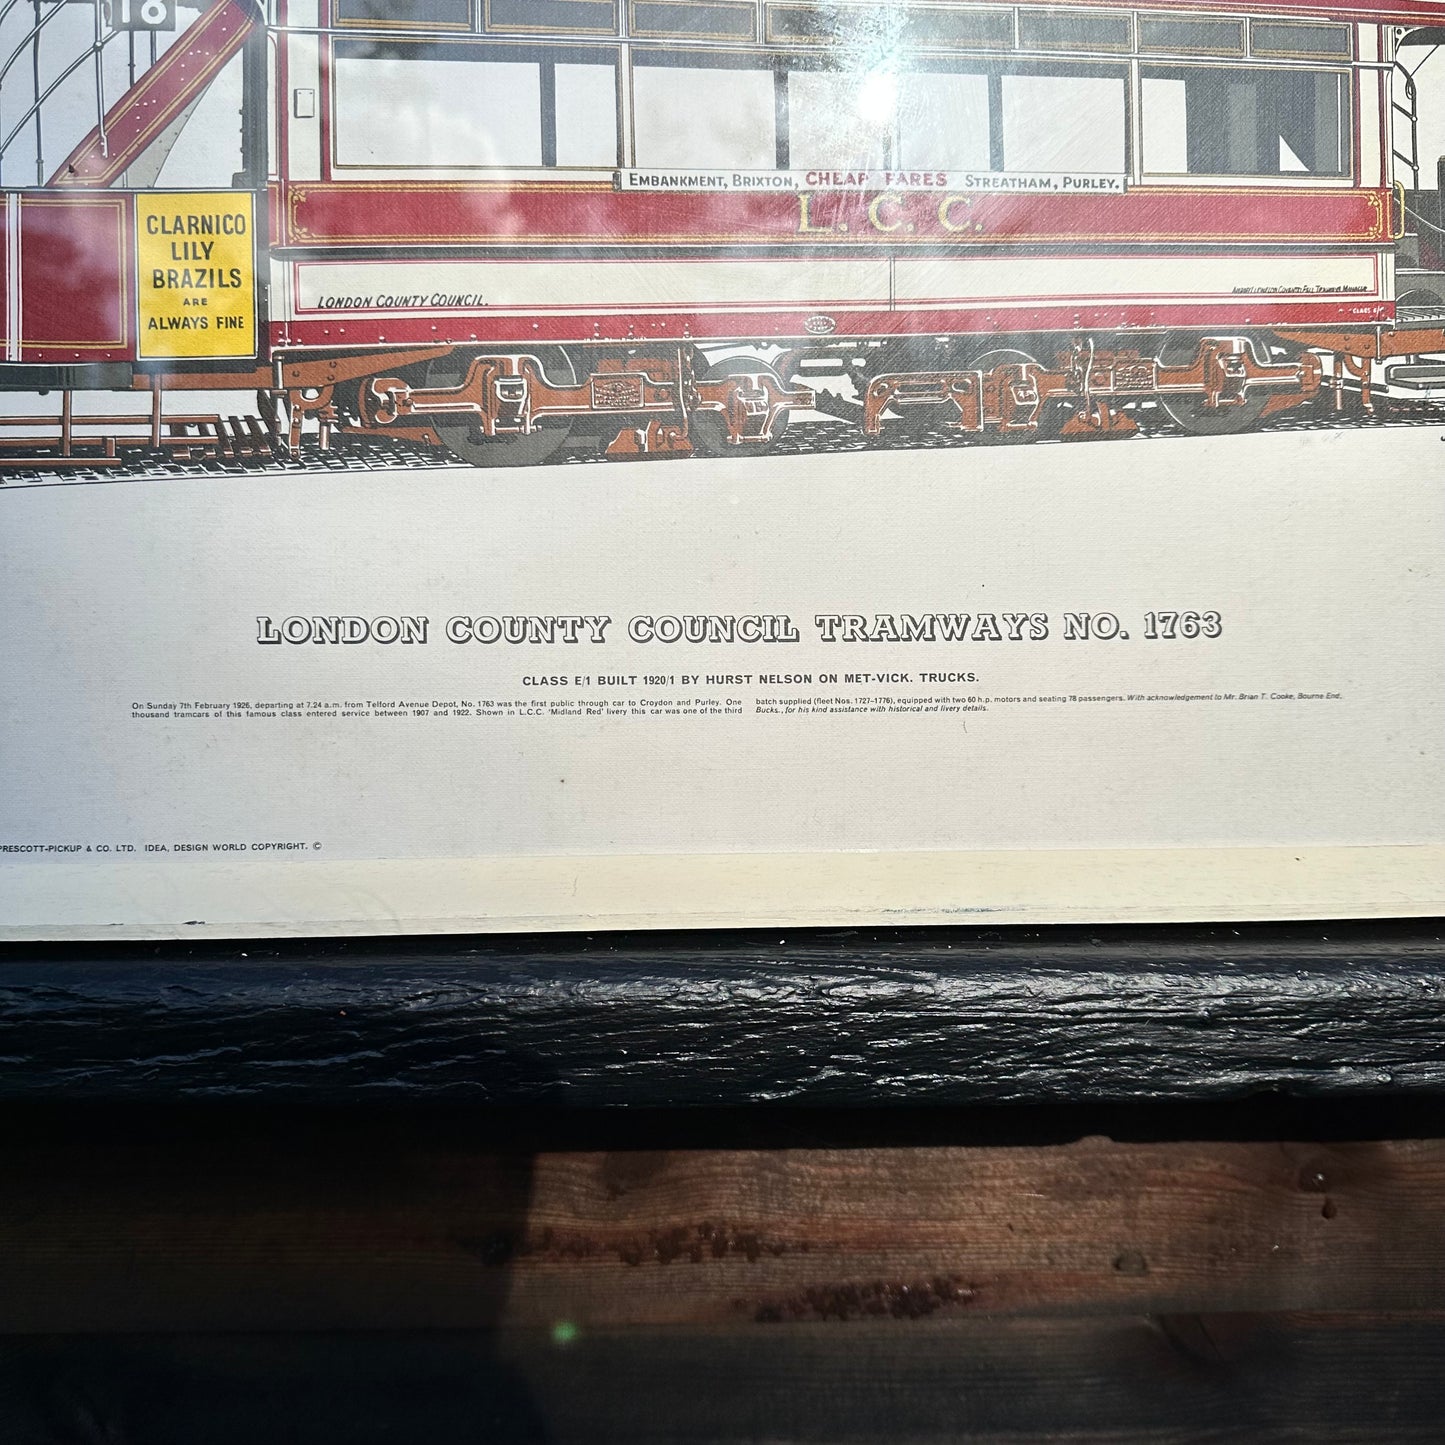 18
EMBANKMENT, BRIXTON, CHEAP FARES STREATHAM, PURLEY.
L. C. C.
CLARNICO
LILY
BRAZILS
ARE
ALWAYS FINE
LONDON COUNTY COUNCIL.
CLASS E/1
LONDON COUNTY COUNCIL TRAMWAYS NO. 1763
CLASS E/1 BUILT 1920/1 BY HURST NELSON ON MET-VICK. TRUCKS.
On Sunday 7th February 1926, departing at 7.24 a.m. from Telford Avenue Depot, No. 1763 was the first public through car to Croydon and Purley. One
thousand tramcars of this famous class entered service between 1907 and 1922. Shown in L.C.C. 'Midland Red' livery this car was one of the third
batch supplied (fleet Nos. 1727-1776), equipped with two 60 h.p. motors and seating 78 passengers. With acknowledgement to Mr. Brian T. Cooke, Bourne End,
Bucks., for his kind assistance with historical and livery details.
PRESCOTT-PICKUP & CO. LTD. IDEA, DESIGN WORLD COPYRIGHT. ©